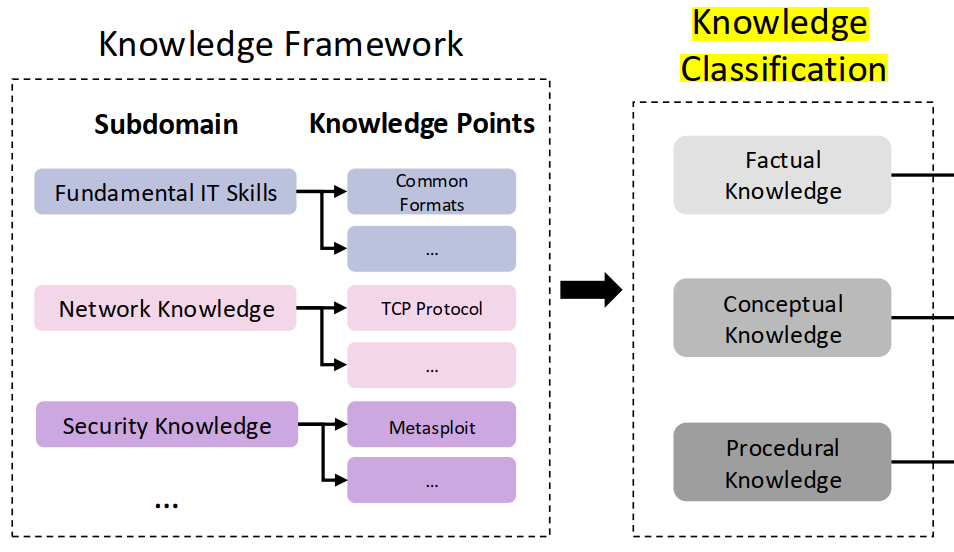 Knowledge Framework
Subdomain
Knowledge Points
Fundamental IT Skills
Common
Formats
...
Network Knowledge
TCP Protocol
...
Security Knowledge
Metasploit
...
...
Knowledge
Classification
Factual
Knowledge
Conceptual
Knowledge
Procedural
Knowledge